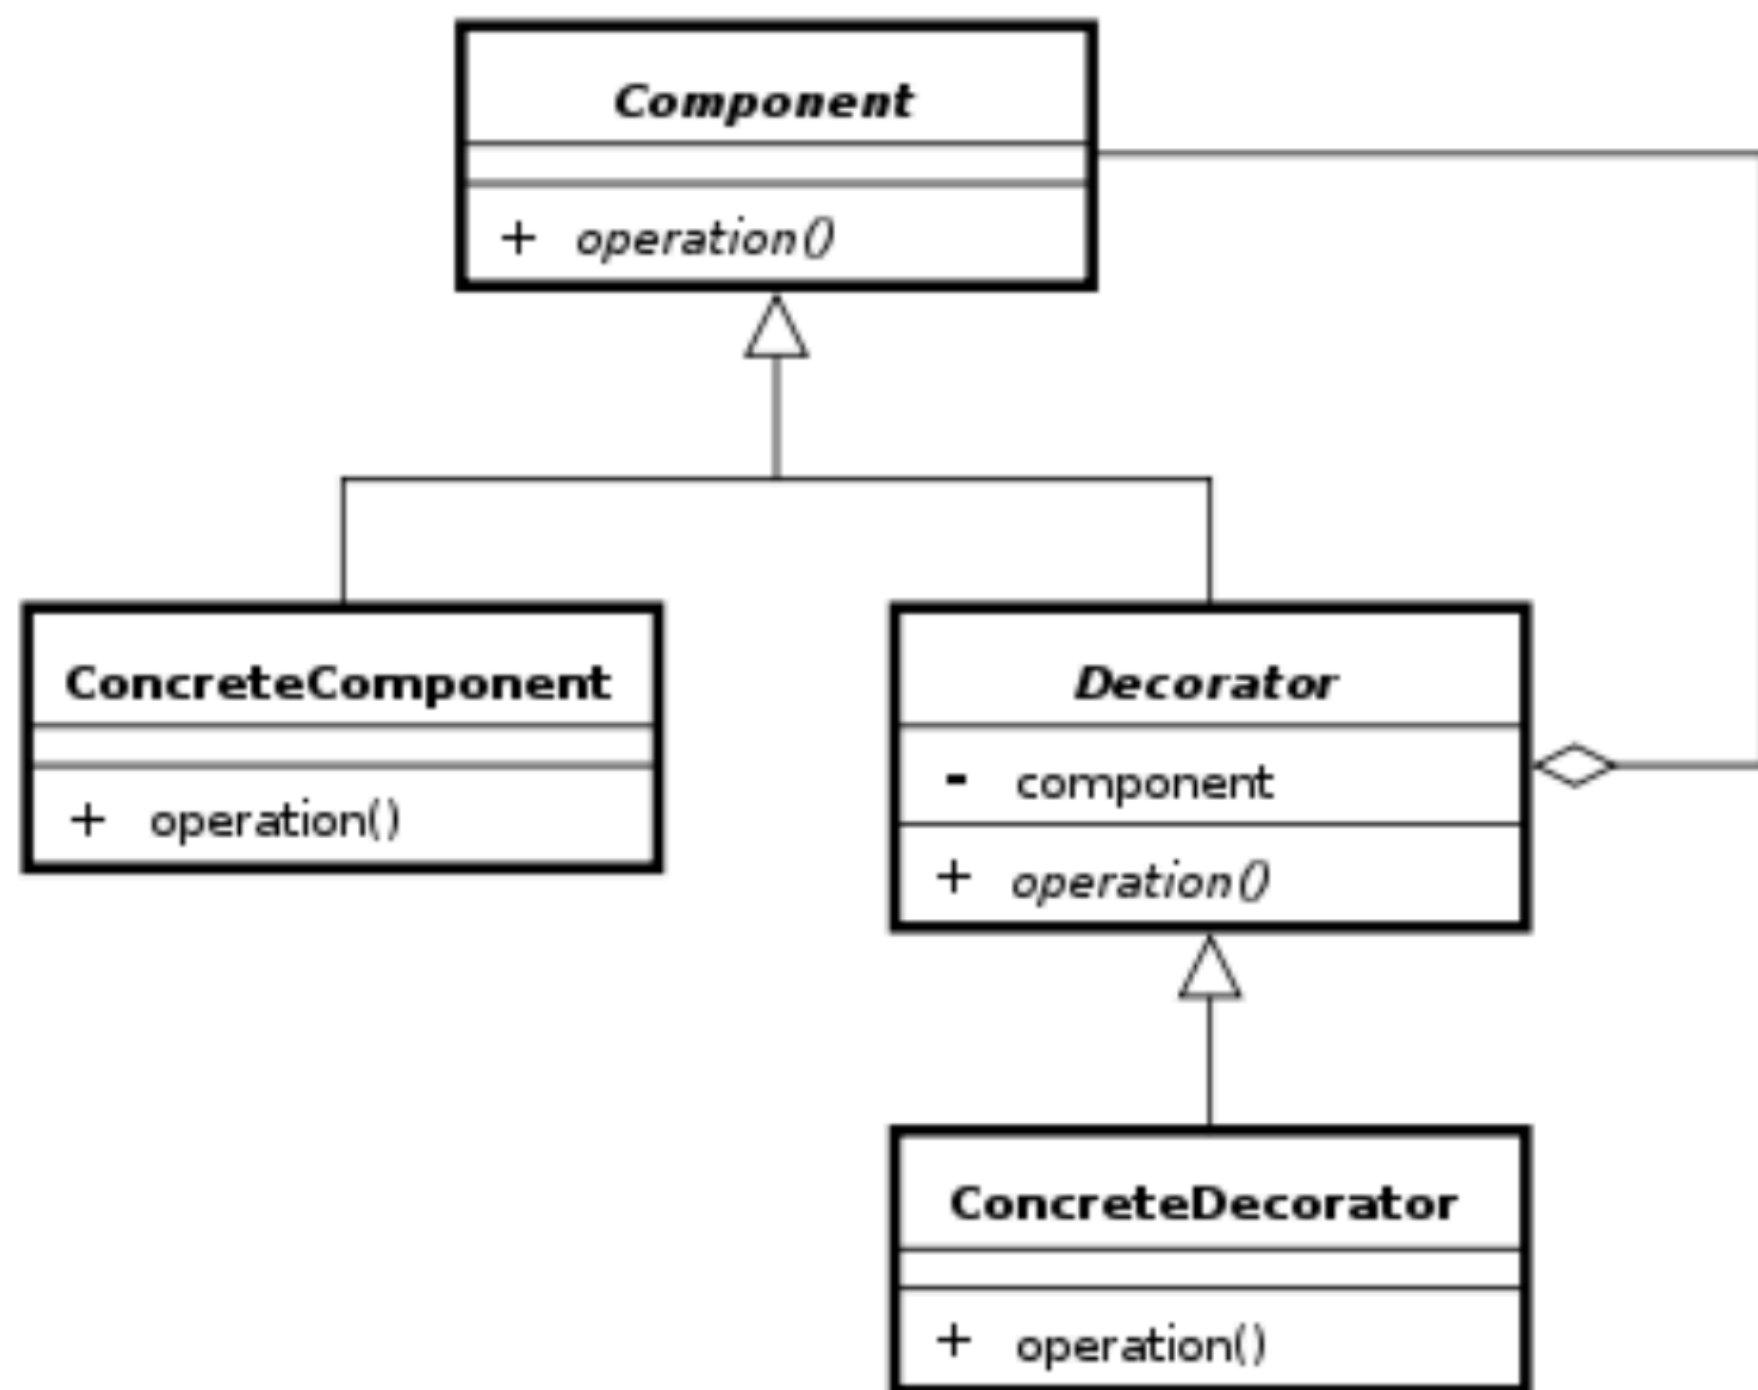 Component
+ operation()
ConcreteComponent
+ operation()
Decorator
- component
+ operation()
ConcreteDecorator
+ operation()